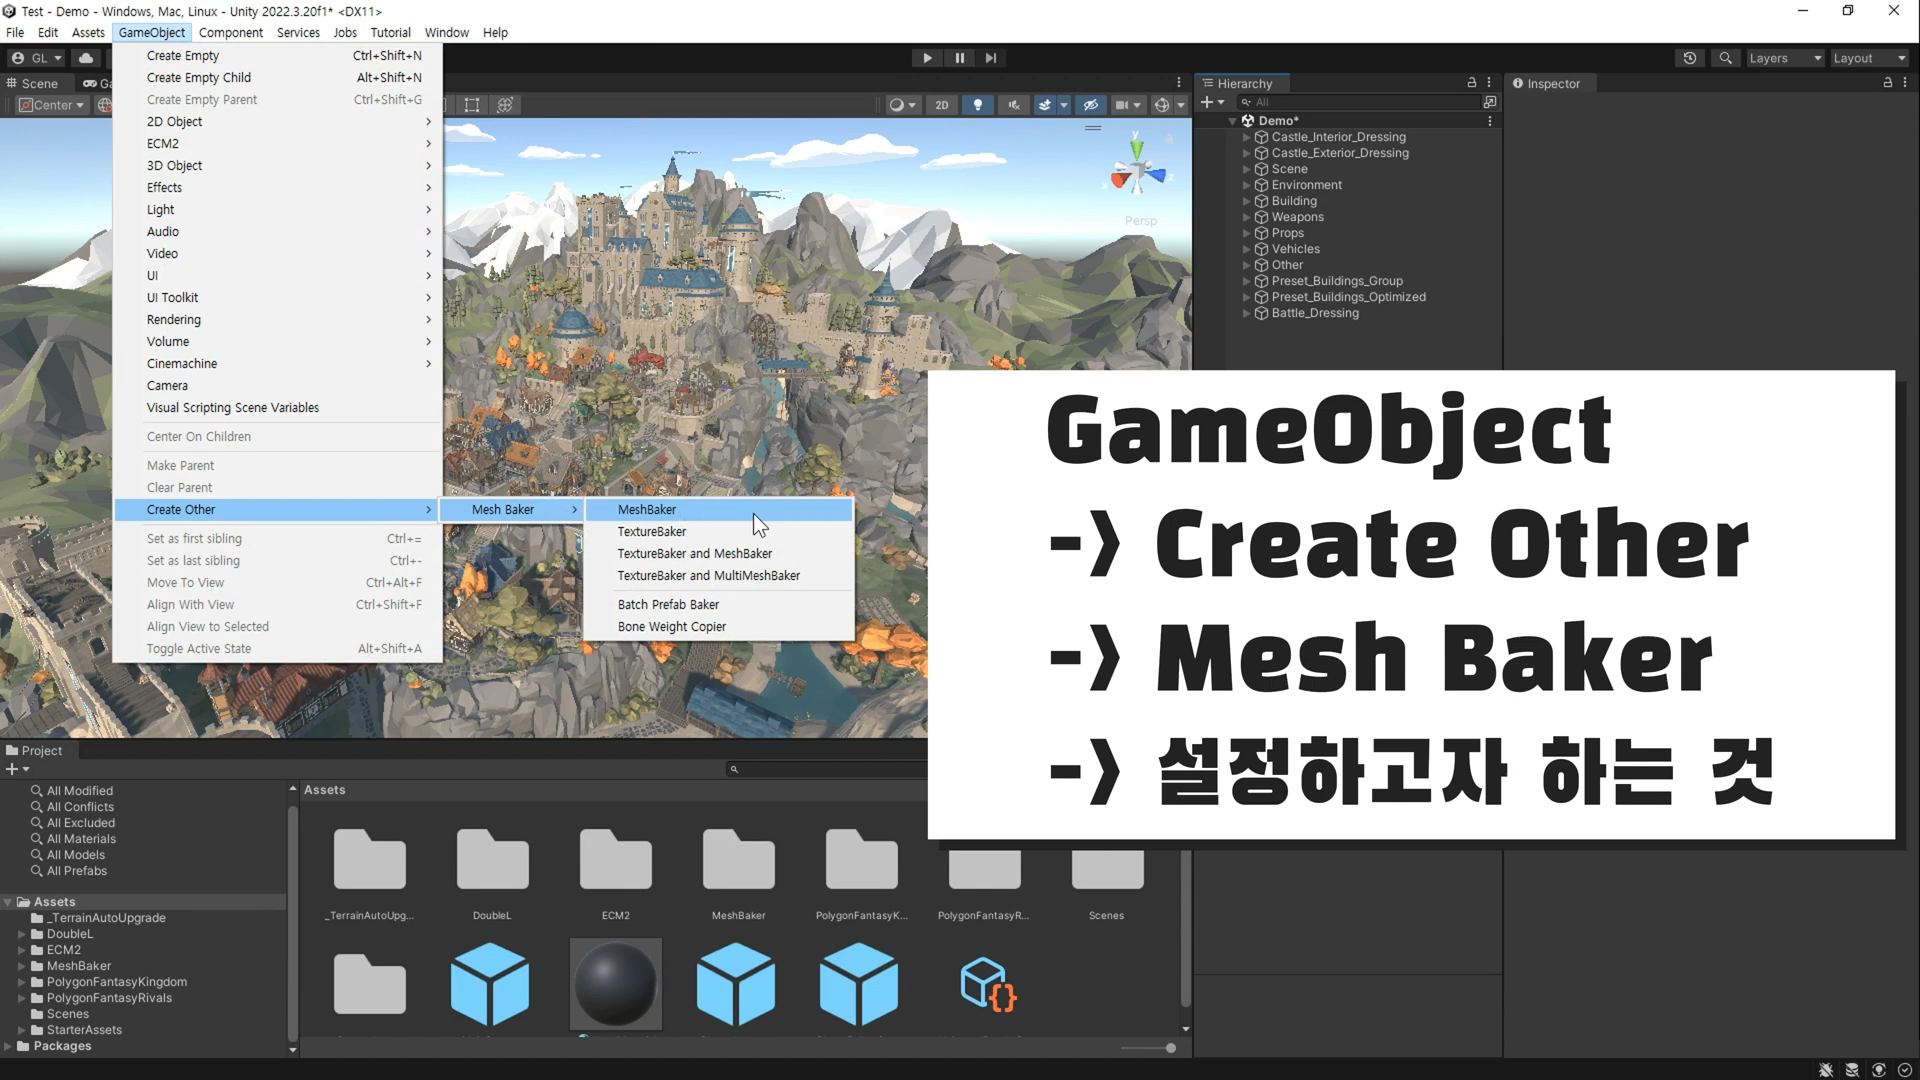 Test - Demo - Windows, Mac, Linux - Unity 2022.3.20f1* <DX11>
File Edit Assets GameObject Component Services Jobs Tutorial Window Help
GL
Layers
Layout
Scene
Ga
Center
2D
Persp
y
x
Create Empty Ctrl+Shift+N
Create Empty Child Alt+Shift+N
Create Empty Parent Ctrl+Shift+G
2D Object
ECM2
3D Object
Effects
Light
Audio
Video
UI
UI Toolkit
Rendering
Volume
Cinemachine
Camera
Visual Scripting Scene Variables
Center On Children
Make Parent
Clear Parent
Create Other
Set as first sibling Ctrl+=
Set as last sibling Ctrl+-
Move To View Ctrl+Alt+F
Align With View Ctrl+Shift+F
Align View to Selected
Toggle Active State Alt+Shift+A
Mesh Baker
MeshBaker
TextureBaker
TextureBaker and MeshBaker
TextureBaker and MultiMeshBaker
Batch Prefab Baker
Bone Weight Copier
Hierarchy
All
Demo*
Castle_Interior_Dressing
Castle_Exterior_Dressing
Scene
Environment
Building
Weapons
Props
Vehicles
Other
Preset_Buildings_Group
Preset_Buildings_Optimized
Battle_Dressing
Inspector
GameObject
-> Create Other
-> Mesh Baker
-> 설정하고자 하는 것
Project
All Modified
All Conflicts
All Excluded
All Materials
All Models
All Prefabs
Assets
_TerrainAutoUpgrade
DoubleL
ECM2
MeshBaker
PolygonFantasyKingdom
PolygonFantasyRivals
Scenes
StarterAssets
Packages
Assets
_TerrainAutoUpg...
DoubleL
ECM2
MeshBaker
PolygonFantasyK...
PolygonFantasyR...
Scenes